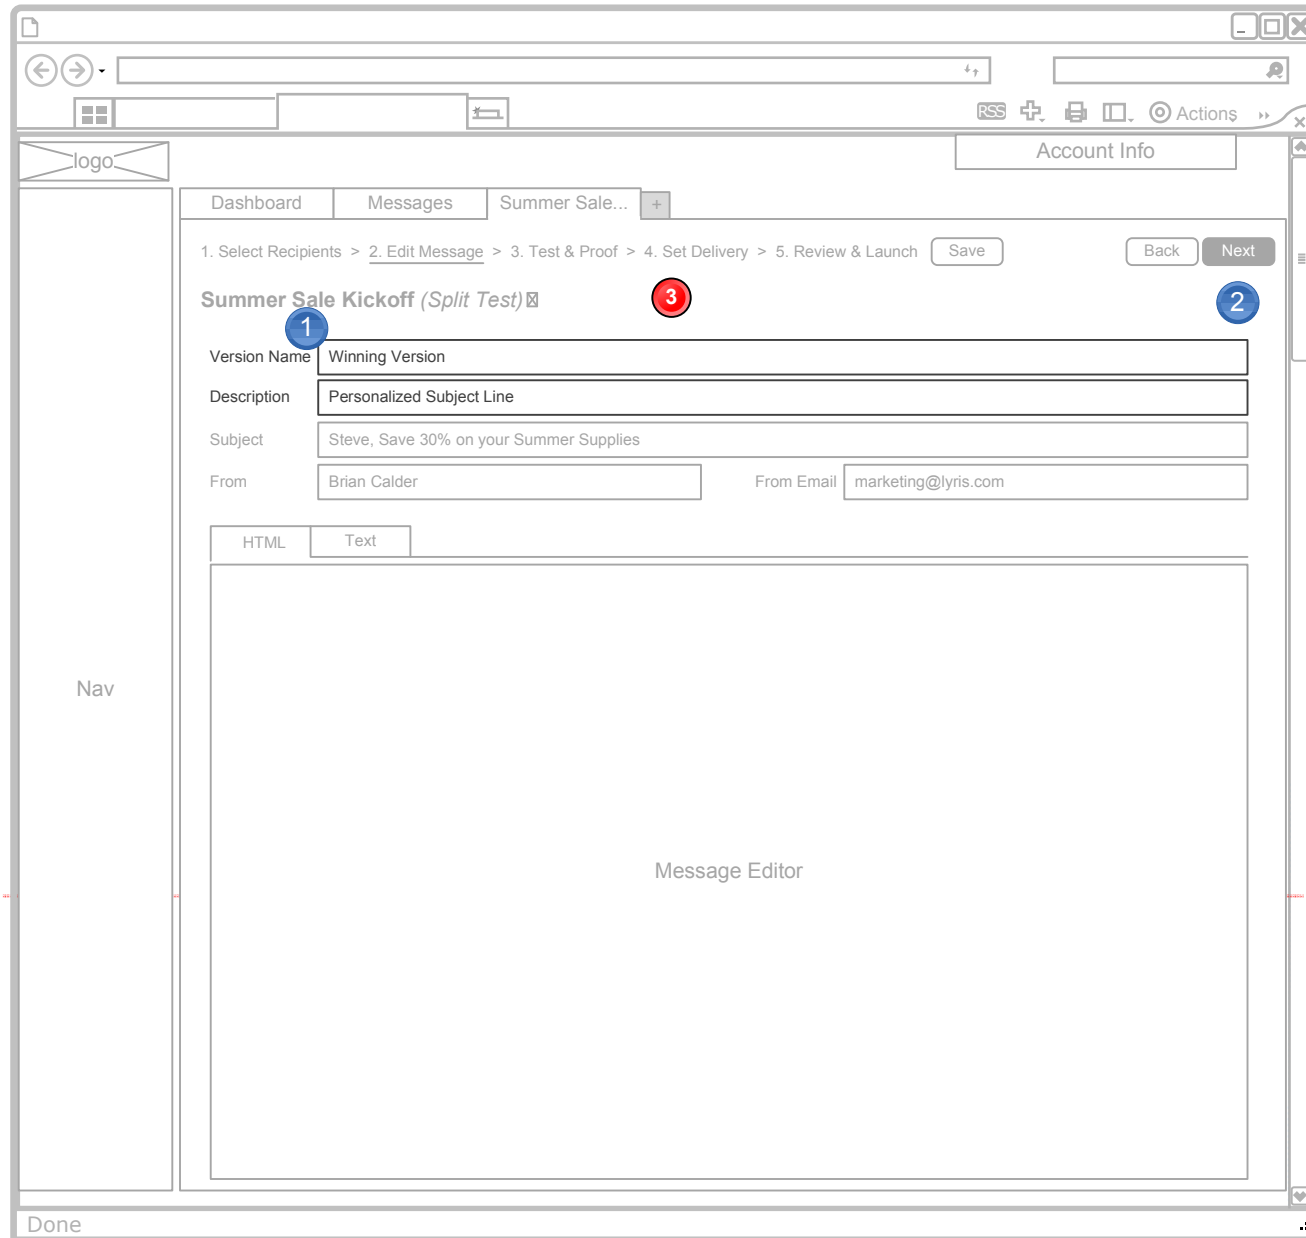 RSS Actions
logo
Account Info
Dashboard Messages Summer Sale... +
1. Select Recipients > 2. Edit Message > 3. Test & Proof > 4. Set Delivery > 5. Review & Launch Save Back Next
Summer Sale Kickoff (Split Test)
3
2
1
Version Name Winning Version
Description Personalized Subject Line
Subject Steve, Save 30% on your Summer Supplies
From Brian Calder From Email marketing@lyris.com
HTML Text
Nav
Message Editor
Done